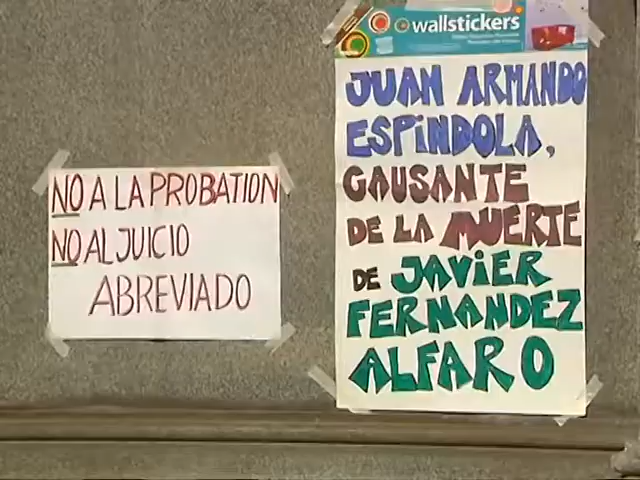 NO A LA PROBATION
NO AL JUICIO
ABREVIADO
wallstickers
JUAN ARMANDO
ESPINDOLA,
CAUSANTE
DE LA MUERTE
DE JAVIER
FERNANDEZ
ALFARO